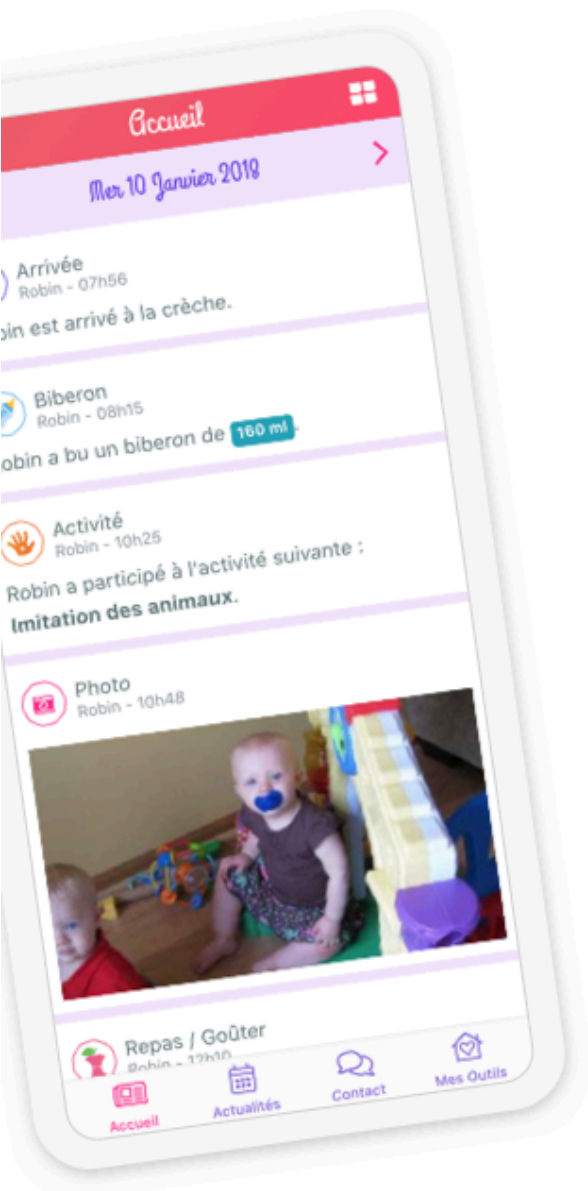 Accueil
Mer 10 Janvier 2018
Arrivée
Robin - 07h56
bin est arrivé à la crèche.
Biberon
Robin - 08h15
obin a bu un biberon de 160 ml.
Activité
Robin - 10h25
Robin a participé à l'activité suivante :
Imitation des animaux.
Photo
Robin - 10h48
Repas / Goûter
Robin - 12h10
Accueil
Actualités
Contact
Mes Outils